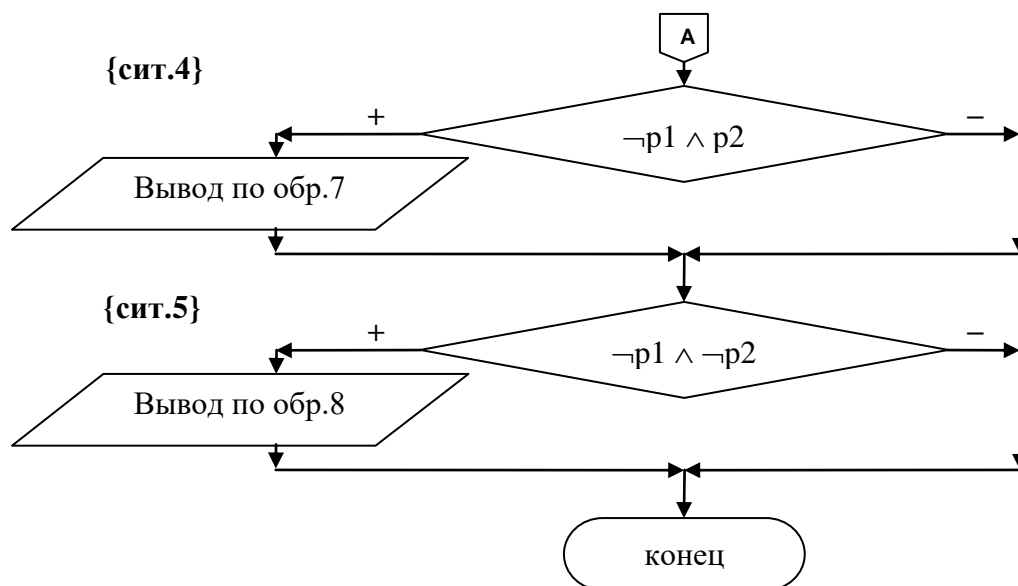 A
{сит.4}
+
¬p1 ∧ p2
–
Вывод по обр.7
{сит.5}
+
¬p1 ∧ ¬p2
–
Вывод по обр.8
конец